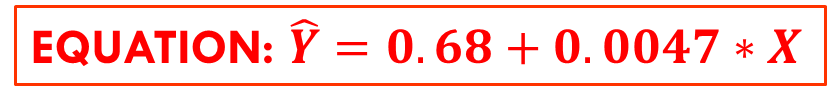 EQUATION: Ŷ = 0.68 + 0.0047 * X